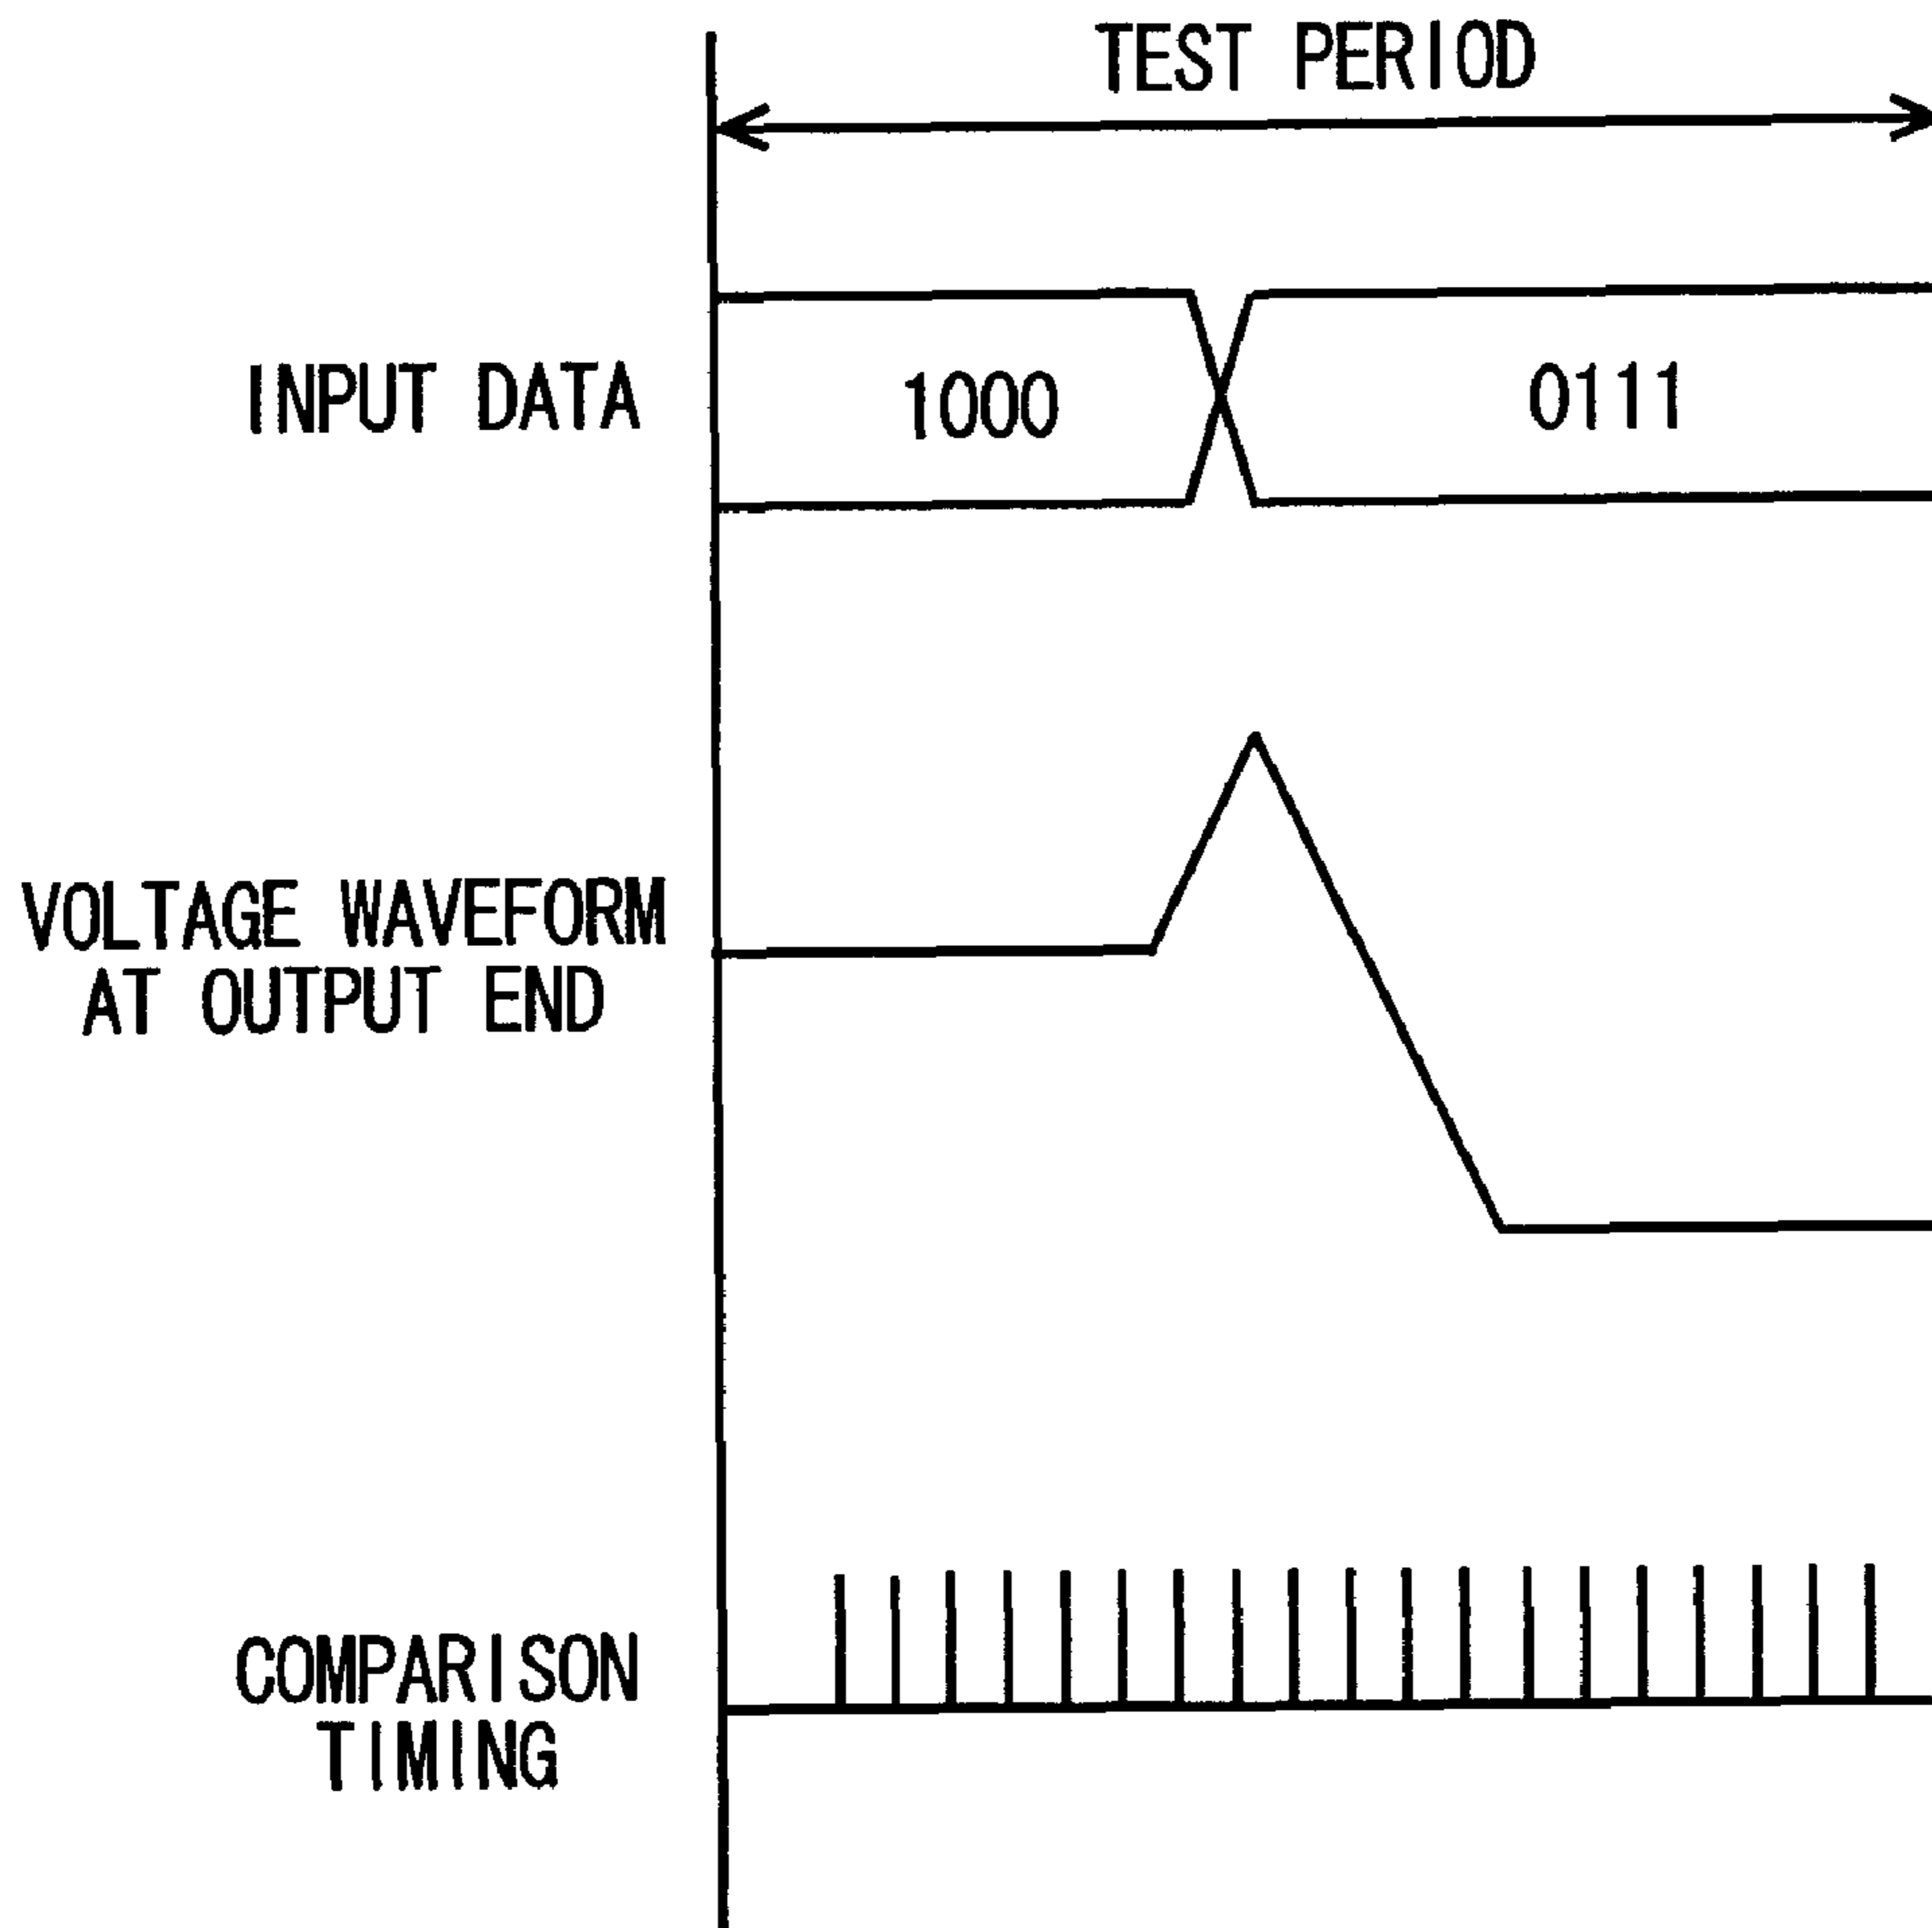 TEST PERIOD
INPUT DATA
1000
0111
VOLTAGE WAVEFORM
AT OUTPUT END
COMPARISON
TIMING